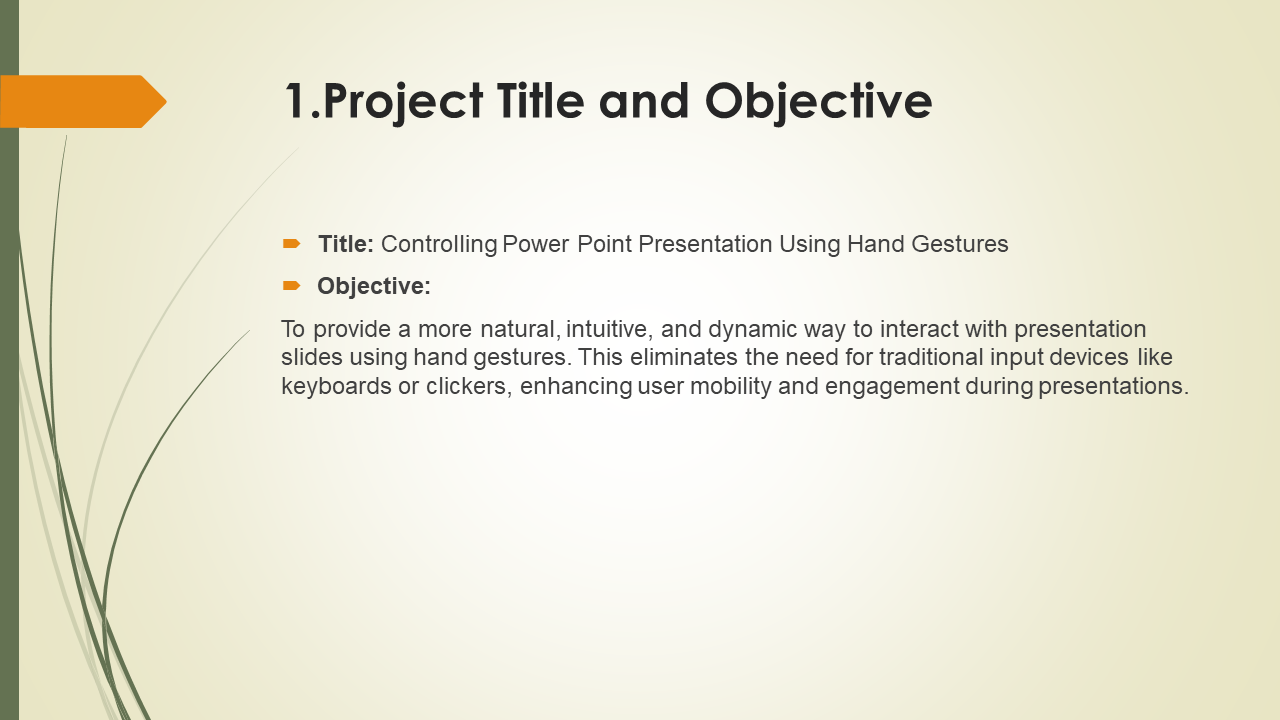 1.Project Title and Objective
Title: Controlling Power Point Presentation Using Hand Gestures
Objective:
To provide a more natural, intuitive, and dynamic way to interact with presentation
slides using hand gestures. This eliminates the need for traditional input devices like
keyboards or clickers, enhancing user mobility and engagement during presentations.